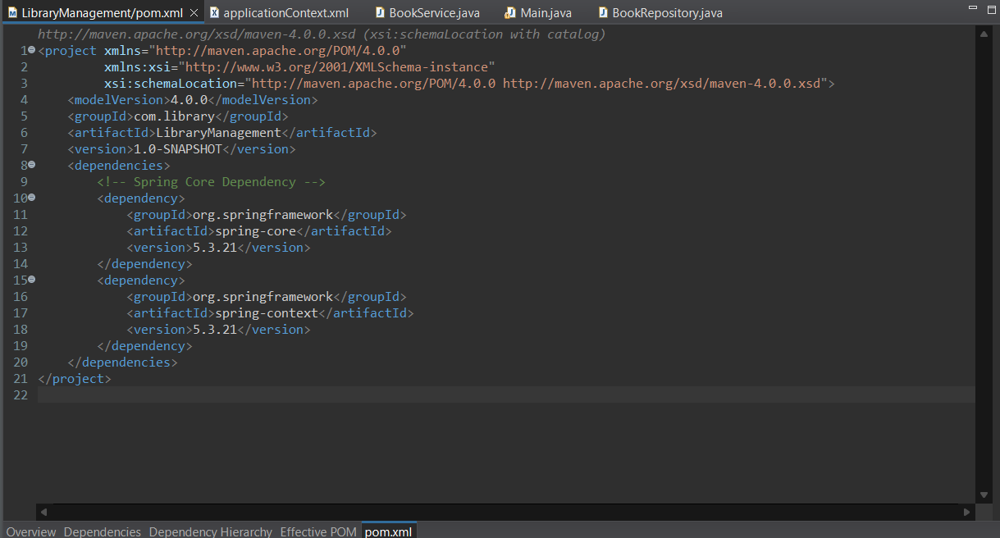 LibraryManagement/pom.xml applicationContext.xml BookService.java Main.java BookRepository.java
http://maven.apache.org/xsd/maven-4.0.0.xsd (xsi:schemaLocation with catalog)
1 <project xmlns="http://maven.apache.org/POM/4.0.0"
2         xmlns:xsi="http://www.w3.org/2001/XMLSchema-instance"
3         xsi:schemaLocation="http://maven.apache.org/POM/4.0.0 http://maven.apache.org/xsd/maven-4.0.0.xsd">
4    <modelVersion>4.0.0</modelVersion>
5    <groupId>com.library</groupId>
6    <artifactId>LibraryManagement</artifactId>
7    <version>1.0-SNAPSHOT</version>
8    <dependencies>
9        <!-- Spring Core Dependency -->
10        <dependency>
11            <groupId>org.springframework</groupId>
12            <artifactId>spring-core</artifactId>
13            <version>5.3.21</version>
14        </dependency>
15        <dependency>
16            <groupId>org.springframework</groupId>
17            <artifactId>spring-context</artifactId>
18            <version>5.3.21</version>
19        </dependency>
20    </dependencies>
21 </project>
22
Overview Dependencies Dependency Hierarchy Effective POM pom.xml